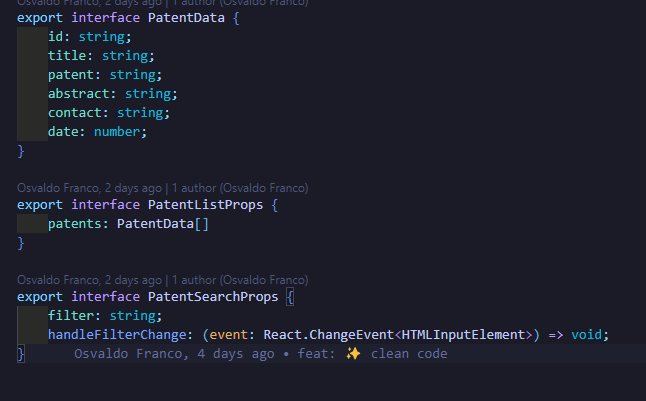 Osvaldo Franco, 2 days ago | 1 author (Osvaldo Franco)
export interface PatentData {
id: string;
title: string;
patent: string;
abstract: string;
contact: string;
date: number;
}
Osvaldo Franco, 2 days ago | 1 author (Osvaldo Franco)
export interface PatentListProps {
patents: PatentData[]
}
Osvaldo Franco, 2 days ago | 1 author (Osvaldo Franco)
export interface PatentSearchProps {
filter: string;
handleFilterChange: (event: React.ChangeEvent<HTMLInputElement>) => void;
} Osvaldo Franco, 4 days ago • feat: ✨ clean code